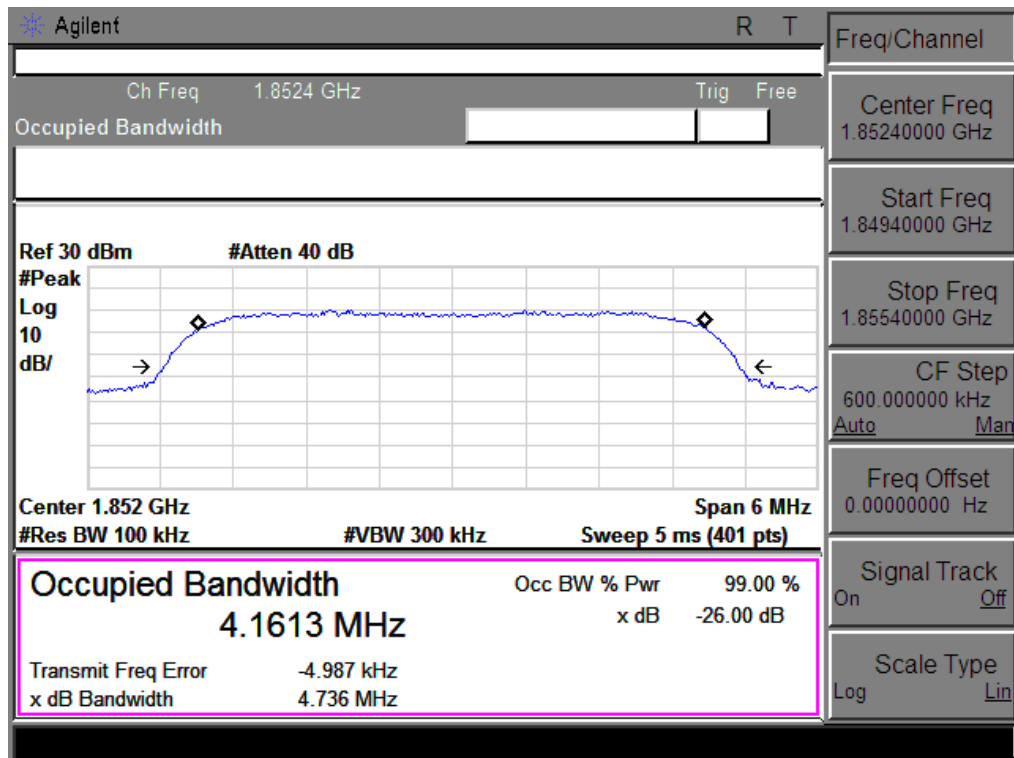 Agilent
R T
Freq/Channel
Ch Freq 1.8524 GHz
Trig Free
Occupied Bandwidth
Center Freq
1.85240000 GHz
Start Freq
1.84940000 GHz
Ref 30 dBm #Atten 40 dB
#Peak
Log
10
dB/
Stop Freq
1.85540000 GHz
CF Step
600.000000 kHz
Auto Man
Center 1.852 GHz Span 6 MHz
#Res BW 100 kHz #VBW 300 kHz Sweep 5 ms (401 pts)
Freq Offset
0.00000000 Hz
Occupied Bandwidth
4.1613 MHz
Occ BW % Pwr 99.00 %
x dB -26.00 dB
Transmit Freq Error -4.987 kHz
x dB Bandwidth 4.736 MHz
Signal Track
On Off
Scale Type
Log Lin